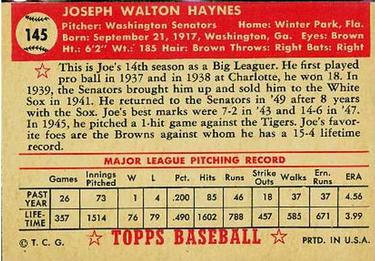 145
JOSEPH WALTON HAYNES
Pitcher: Washington Senators Home: Winter Park, Fla.
Born: September 21, 1917, Washington, Ga. Eyes: Brown
Ht.: 6'2" Wt.: 185 Hair: Brown Throws: Right Bats: Right
This is Joe's 14th season as a Big Leaguer. He first played
pro ball in 1937 and in 1938 at Charlotte, he won 18. In
1939, the Senators brought him up and sold him to the White
Sox in 1941. He returned to the Senators in '49 after 8 years
with the Sox. Joe's best marks were 7-2 in '43 and 14-6 in '47.
In 1945, he pitched a 1-hit game against the Tigers. Joe's favor-
ite foes are the Browns against whom he has a 15-4 lifetime
record.
MAJOR LEAGUE PITCHING RECORD
Games Innings Pitched W L Pct. Hits Runs Strike Outs Walks Ern. Runs ERA
PAST YEAR 26 73 1 4 .200 85 46 18 37 37 4.56
LIFE-TIME 357 1514 76 79 .490 1602 788 457 585 671 3.99
© T. C. G. TOPPS BASEBALL PRTD. IN U.S.A.